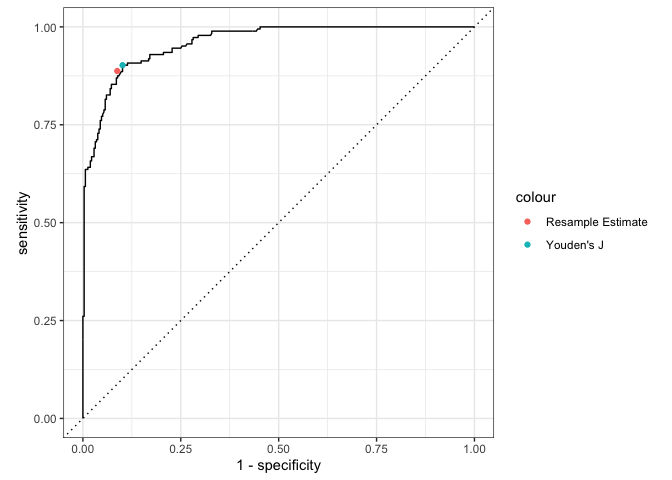 1.00
0.75
0.50
0.25
0.00
sensitivity
0.00 0.25 0.50 0.75 1.00
1 - specificity
colour
Resample Estimate
Youden's J